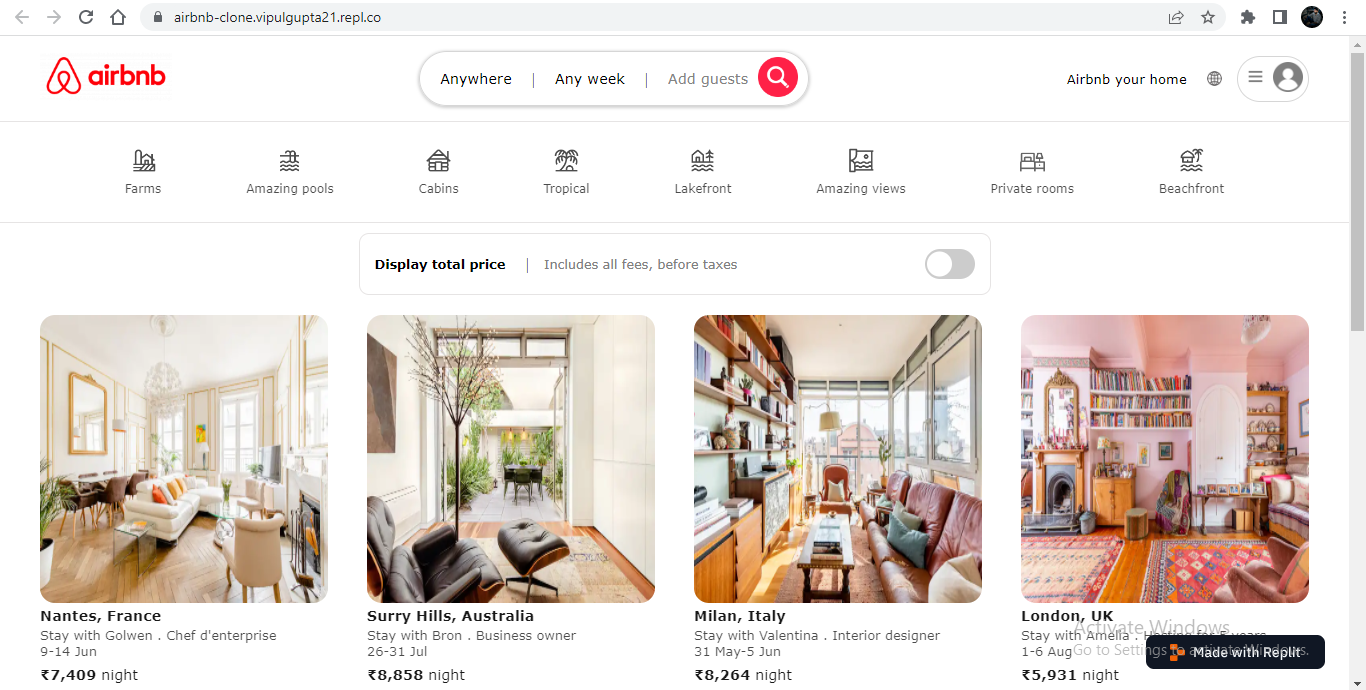 airbnb-clone.vipulgupta21.repl.co
airbnb
Anywhere | Any week | Add guests
Airbnb your home
Farms
Amazing pools
Cabins
Tropical
Lakefront
Amazing views
Private rooms
Beachfront
Display total price | Includes all fees, before taxes
Nantes, France
Stay with Golwen . Chef d'enterprise
9-14 Jun
₹7,409 night
Surry Hills, Australia
Stay with Bron . Business owner
26-31 Jul
₹8,858 night
Milan, Italy
Stay with Valentina . Interior designer
31 May-5 Jun
₹8,264 night
London, UK
Stay with Amelia . Hosting for 5 years
1-6 Aug
₹5,931 night
Activate Windows
Go to Settings to activate Windows.
Made with Replit